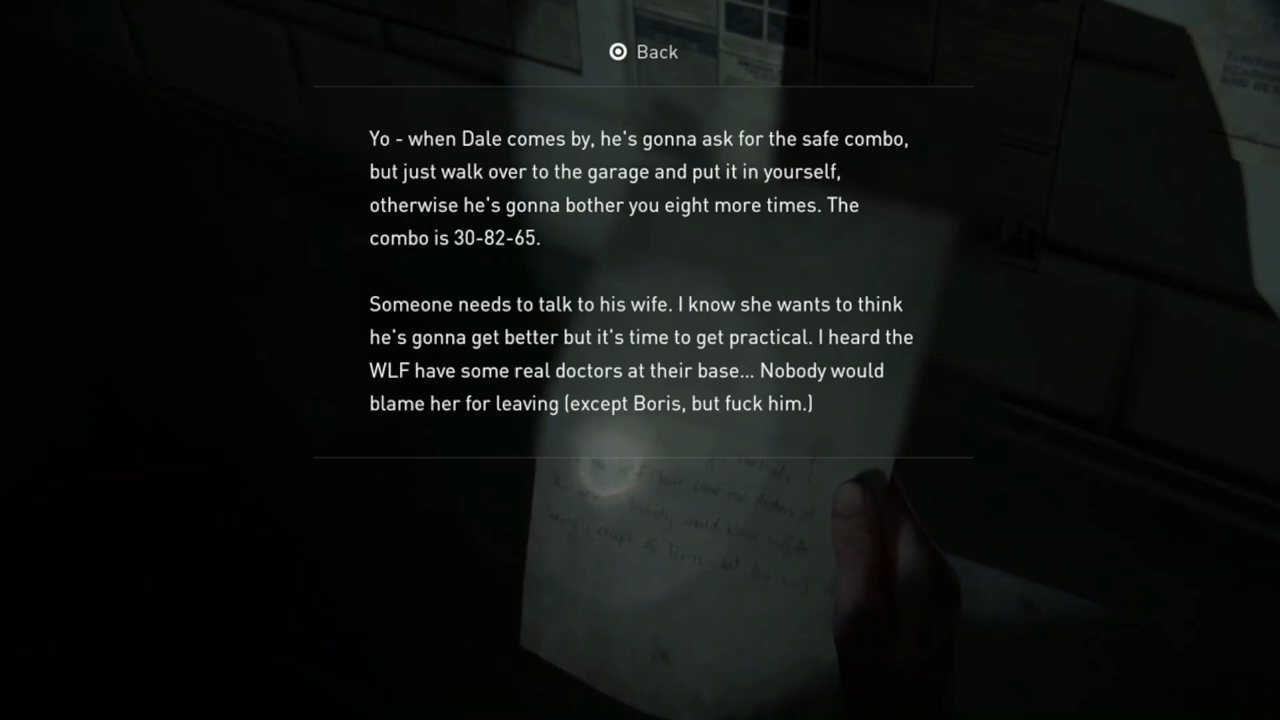 Back
Yo - when Dale comes by, he's gonna ask for the safe combo,
but just walk over to the garage and put it in yourself,
otherwise he's gonna bother you eight more times. The
combo is 30-82-65.
Someone needs to talk to his wife. I know she wants to think
he's gonna get better but it's time to get practical. I heard the
WLF have some real doctors at their base... Nobody would
blame her for leaving (except Boris, but fuck him.)